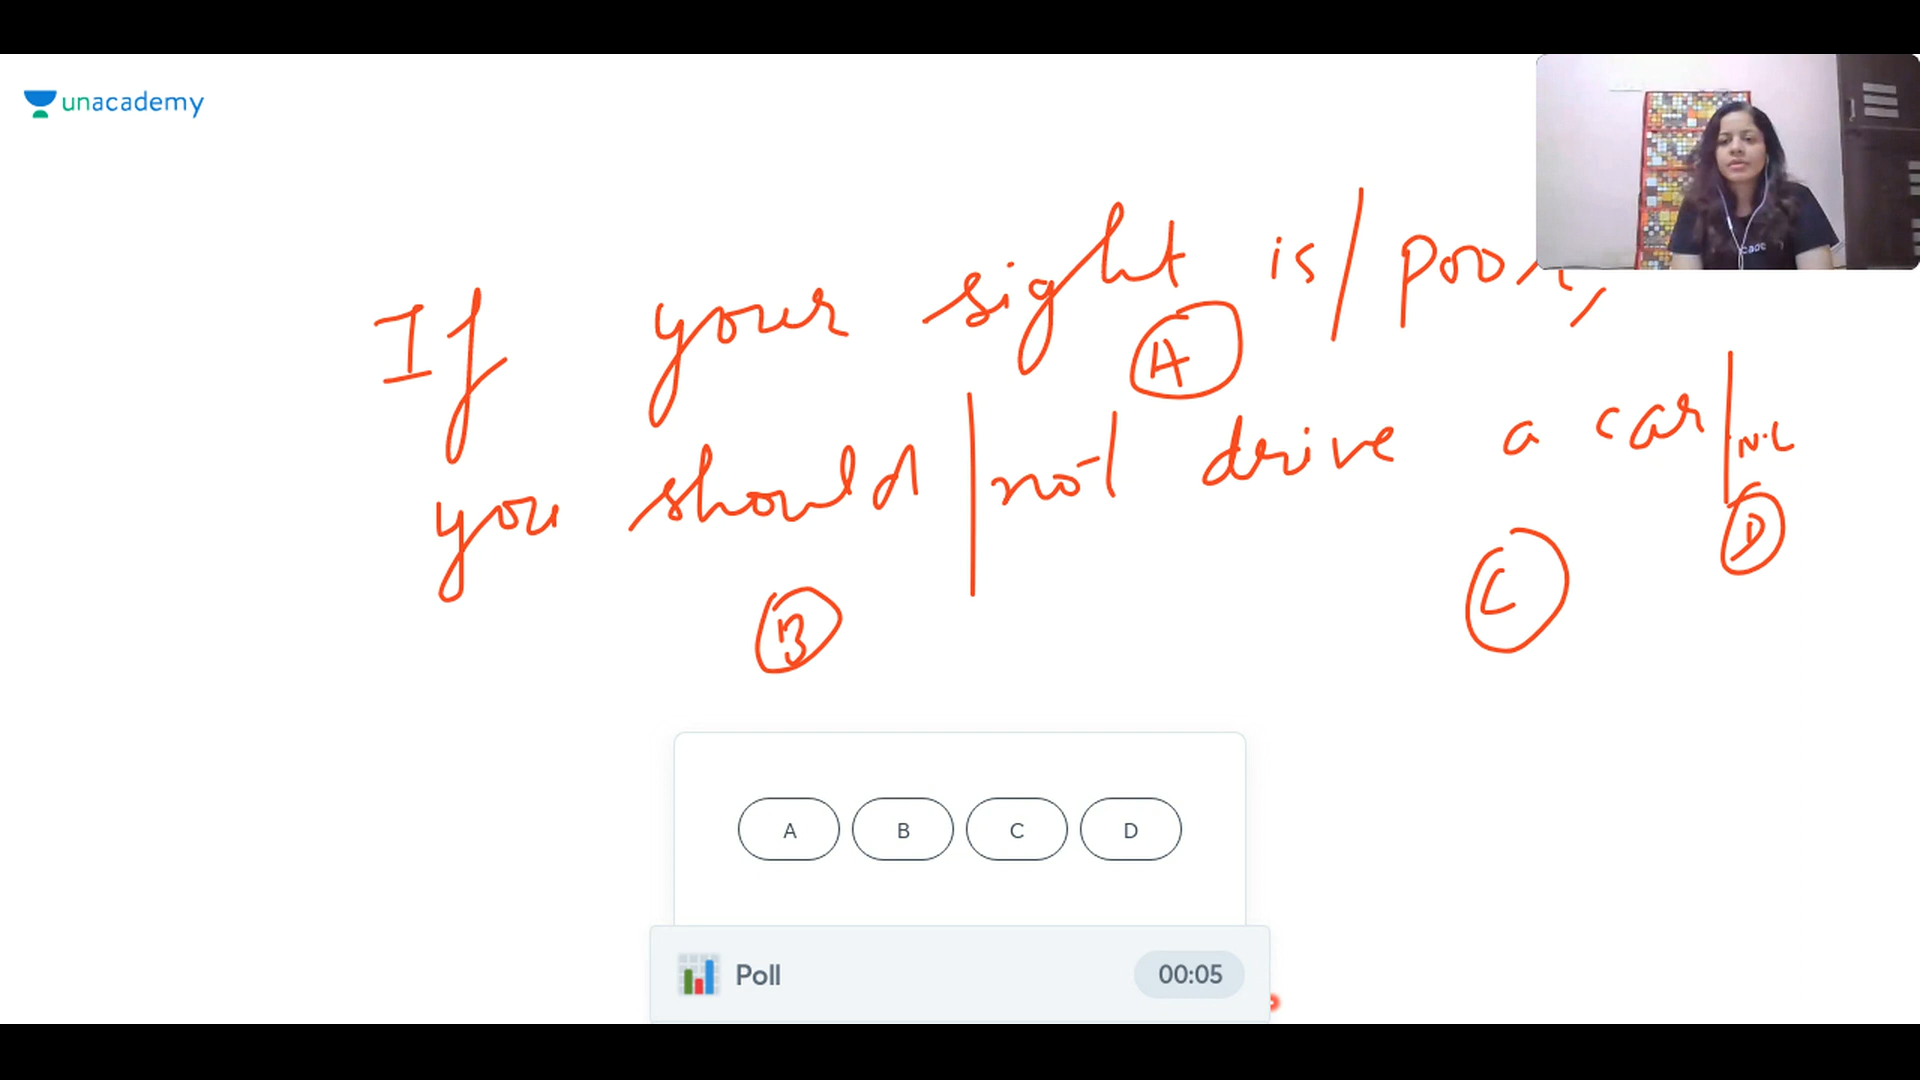 unacademy
If your sight is/ poor,
A
you should | not drive a car | N.L
B
C
D
A B C D
Poll 00:05